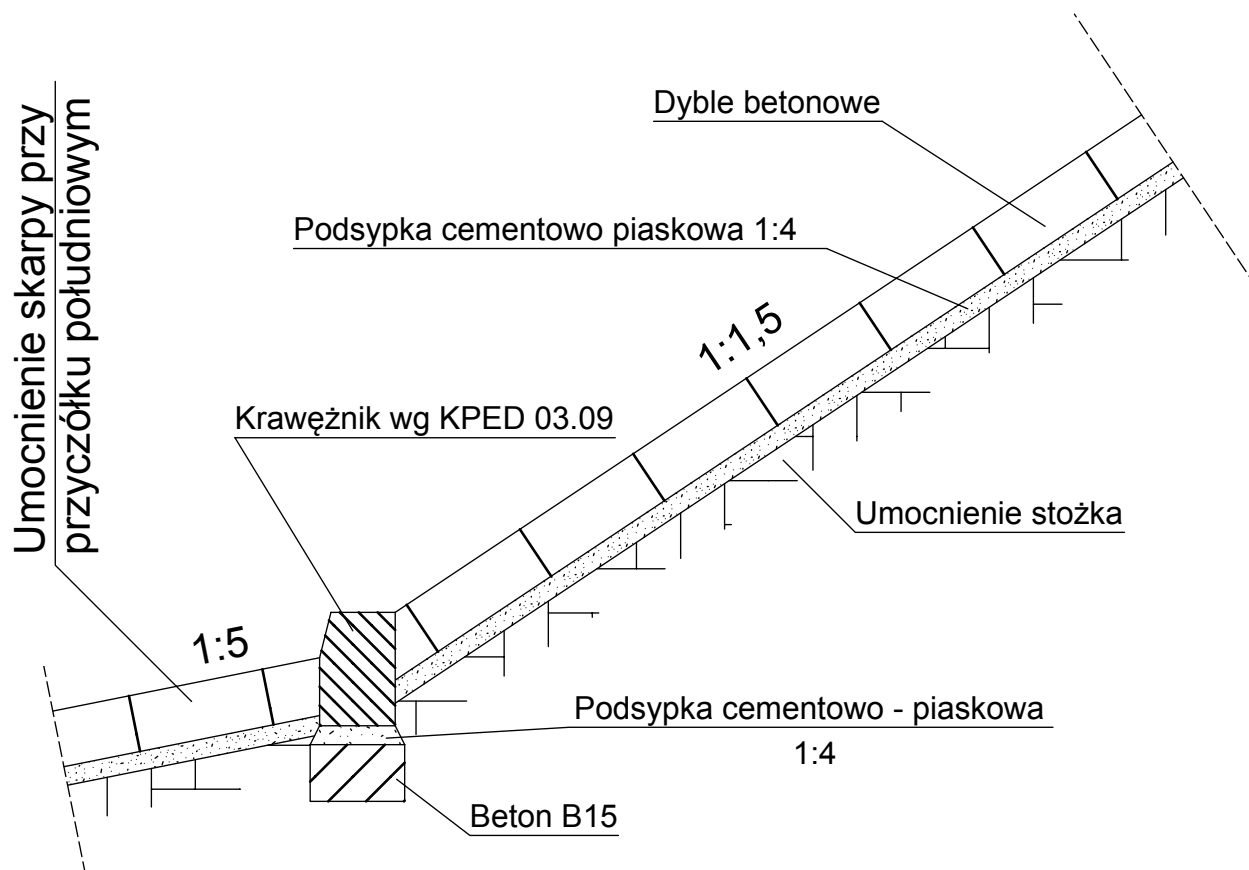 Umocnienie skarpy przy
przyczółku południowym
Dyble betonowe
Podsypka cementowo piaskowa 1:4
1:1,5
Krawężnik wg KPED 03.09
Umocnienie stożka
1:5
Podsypka cementowo - piaskowa
1:4
Beton B15